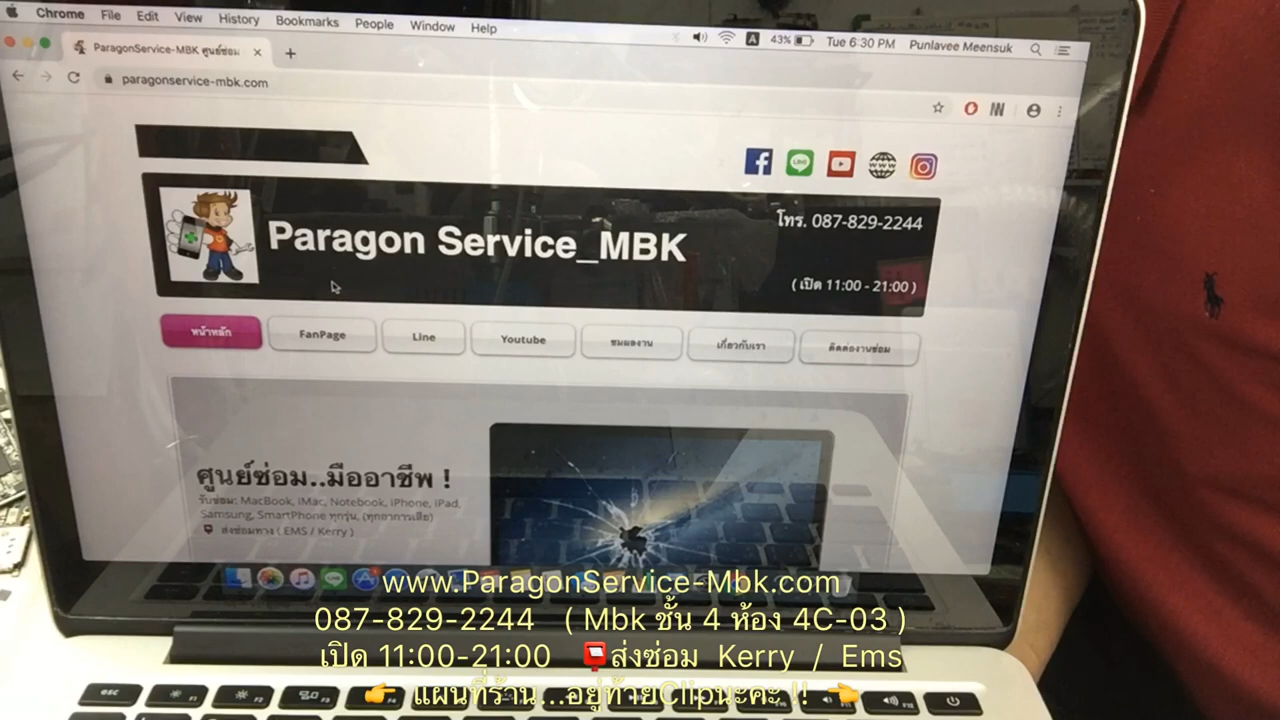 Chrome File Edit View History Bookmarks People Window Help A 43% Tue 6:30 PM Punlavee Meensuk
ParagonService-MBK ศูนย์ซ่อม
paragonservice-mbk.com
LINE
WWW
Paragon Service_MBK
โทร. 087-829-2244
( เปิด 11:00 - 21:00 )
หน้าหลัก FanPage Line Youtube ชมผลงาน เกี่ยวกับเรา ติดต่องานซ่อม
ศูนย์ซ่อม..มืออาชีพ !
รับซ่อม: MacBook, iMac, Notebook, iPhone, iPad,
Samsung, SmartPhone ทุกรุ่น, (ทุกอาการเสีย)
ส่งซ่อมทาง ( EMS / Kerry )
www.ParagonService-Mbk.com
087-829-2244 ( Mbk ชั้น 4 ห้อง 4C-03 )
เปิด 11:00-21:00 📮ส่งซ่อม Kerry / Ems
👉 แผนที่ร้าน...อยู่ท้ายClipนะคะ !! 👈
esc F1 F2